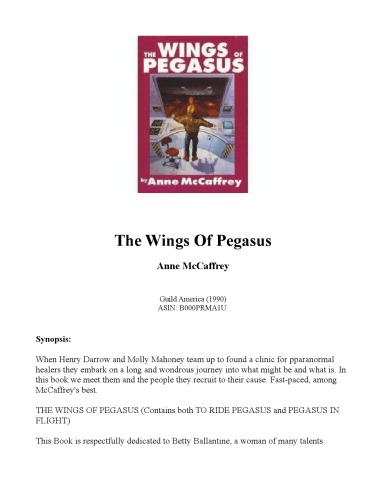 THE WINGS OF
PEGASUS
by Anne McCaffrey
The Wings Of Pegasus
Anne McCaffrey
Guild America (1990)
ASIN: B000PRMA1U
Synopsis:
When Henry Darrow and Molly Mahoney team up to found a clinic for pparanormal
healers they embark on a long and wondrous journey into what might be and what is. In
this book we meet them and the people they recruit to their cause. Fast-paced, among
McCaffrey's best.
THE WINGS OF PEGASUS (Contains both TO RIDE PEGASUS and PEGASUS IN
FLIGHT)
This Book is respectfully dedicated to Betty Ballantine, a woman of many talents.